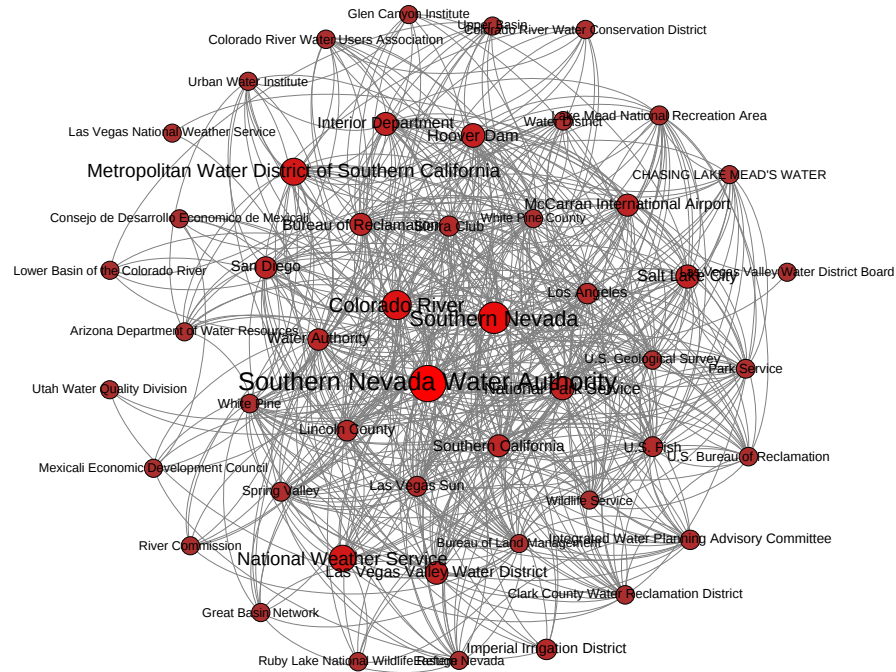 Glen Canyon Institute
Upper Basin
Colorado River Water Conservation District
Colorado River Water Users Association
Urban Water Institute
Lake Mead National Recreation Area
Water District
Interior Department
Hoover Dam
Las Vegas National Weather Service
Metropolitan Water District of Southern California
CHASING LAKE MEAD'S WATER
McCarran International Airport
Consejo de Desarrollo Economico de Mexicali
White Pine County
Bureau of Reclamation
Sierra Club
Lower Basin of the Colorado River
San Diego
Salt Lake City
Las Vegas Valley Water District Board
Los Angeles
Colorado River
Southern Nevada
Arizona Department of Water Resources
Water Authority
U.S. Geological Survey
Park Service
Southern Nevada Water Authority
National Park Service
Utah Water Quality Division
White Pine
Lincoln County
Southern California
U.S. Fish
U.S. Bureau of Reclamation
Mexicali Economic Development Council
Las Vegas Sun
Spring Valley
Wildlife Service
River Commission
Bureau of Land Management
Integrated Water Planning Advisory Committee
National Weather Service
Las Vegas Valley Water District
Clark County Water Reclamation District
Great Basin Network
Imperial Irrigation District
Ruby Lake National Wildlife Refuge
Eastern Nevada